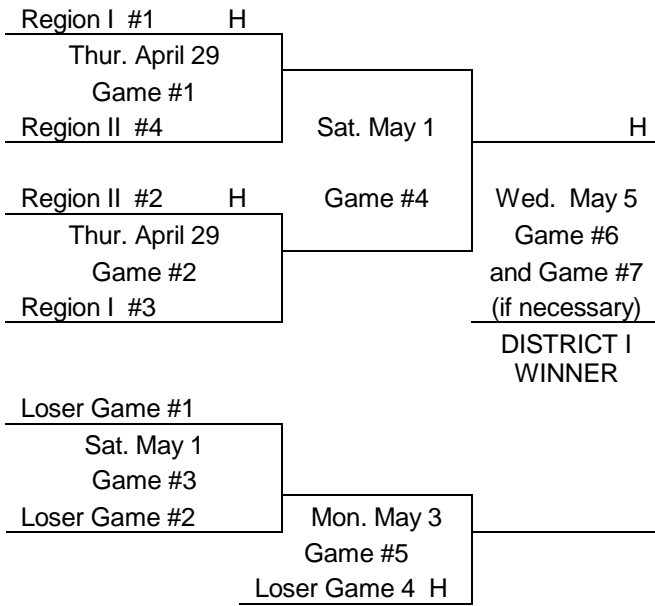 Region I #1 H
Thur. April 29
Game #1
Region II #4
Sat. May 1
H
Region II #2 H
Game #4
Wed. May 5
Thur. April 29
Game #6
Game #2
and Game #7
Region I #3
(if necessary)
DISTRICT I
WINNER
Loser Game #1
Sat. May 1
Game #3
Loser Game #2
Mon. May 3
Game #5
Loser Game 4 H